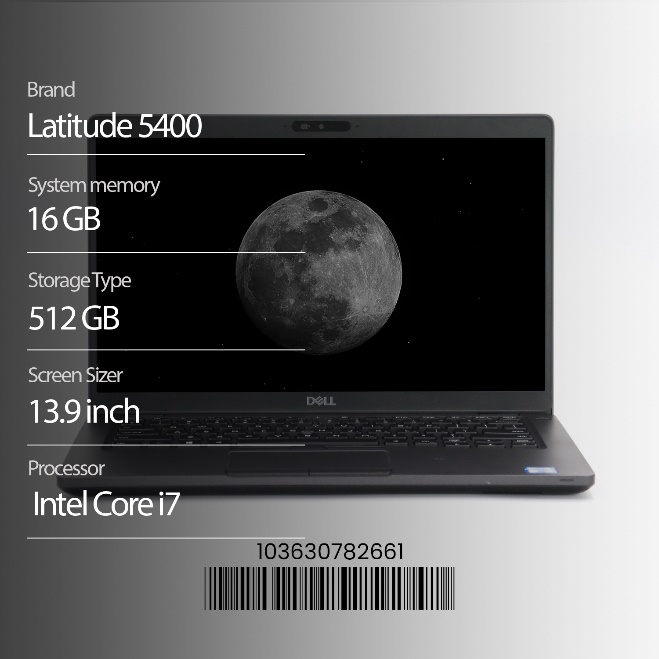 Brand
Latitude 5400
System memory
16 GB
Storage Type
512 GB
DELL
Screen Sizer
13.9 inch
Processor
Intel Core i7
103630782661